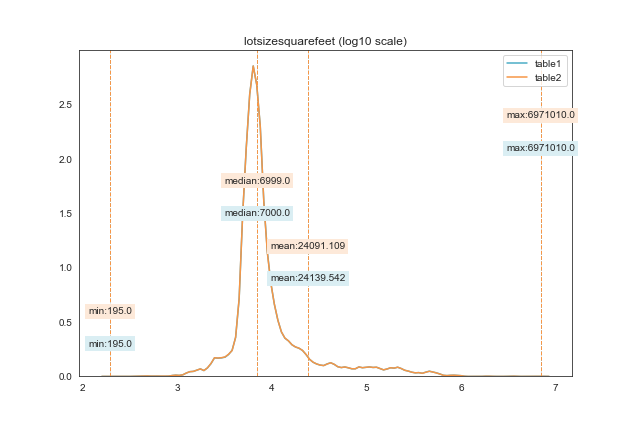 lotsizesquarefeet (log10 scale)
table1
table2
max:6971010.0
max:6971010.0
median:6999.0
median:7000.0
mean:24091.109
mean:24139.542
min:195.0
min:195.0
2.5
2.0
1.5
1.0
0.5
0.0
2 3 4 5 6 7